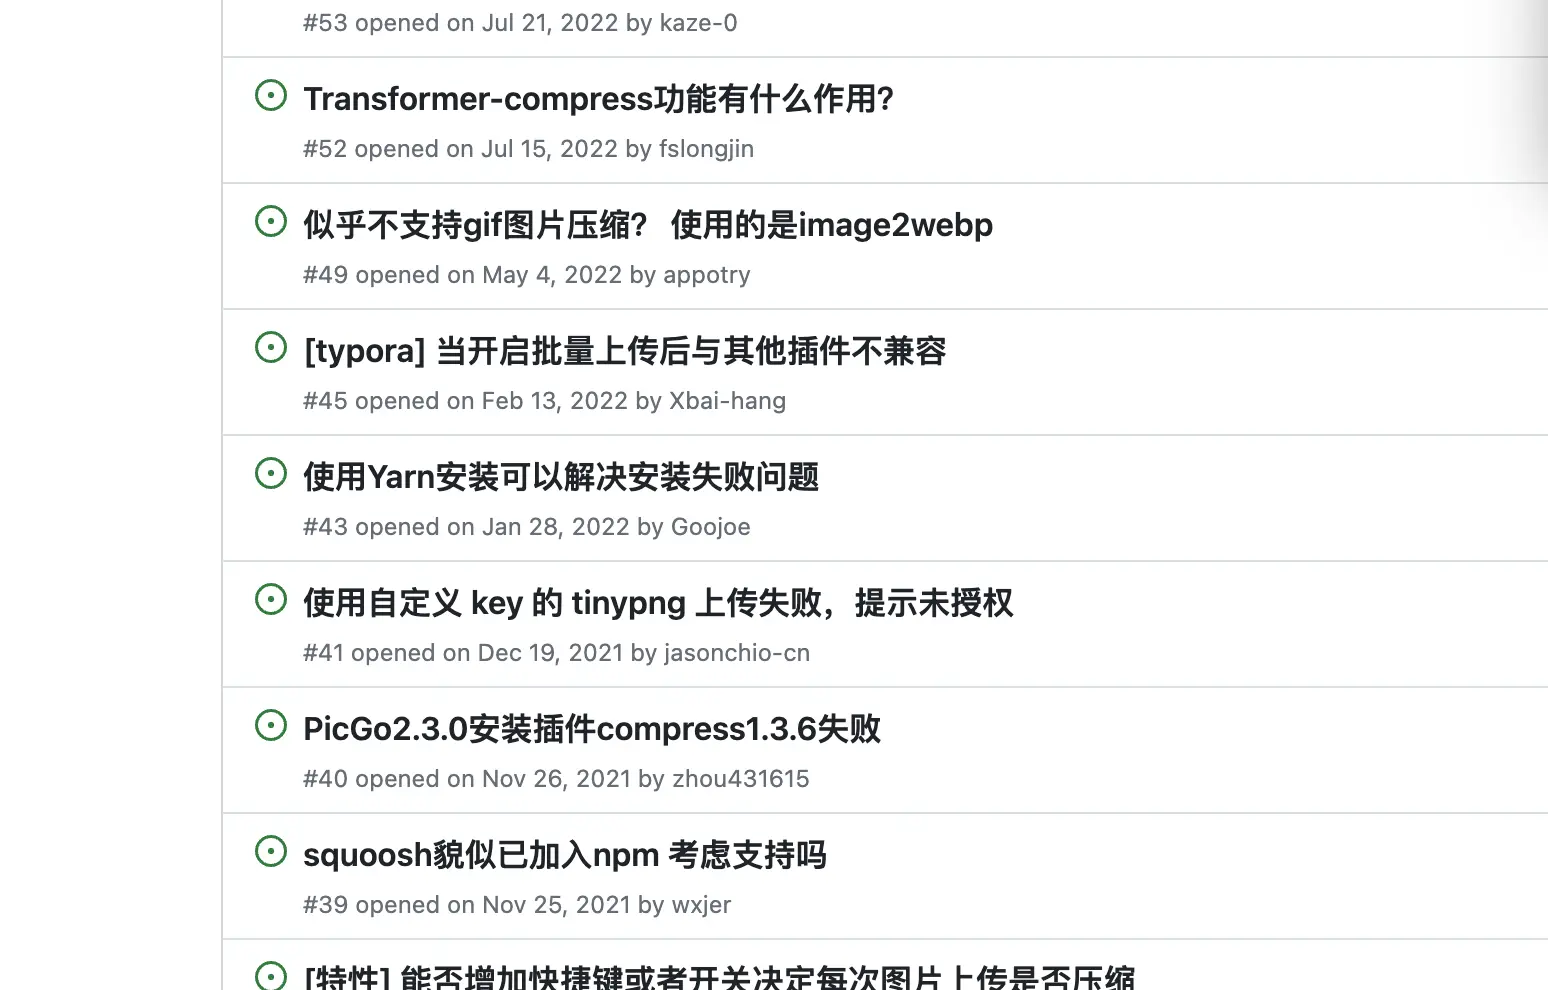 #53 opened on Jul 21, 2022 by kaze-0
Transformer-compress功能有什么作用?
#52 opened on Jul 15, 2022 by fslongjin
似乎不支持gif图片压缩？ 使用的是image2webp
#49 opened on May 4, 2022 by appotry
[typora] 当开启批量上传后与其他插件不兼容
#45 opened on Feb 13, 2022 by Xbai-hang
使用Yarn安装可以解决安装失败问题
#43 opened on Jan 28, 2022 by Goojoe
使用自定义 key 的 tinypng 上传失败，提示未授权
#41 opened on Dec 19, 2021 by jasonchio-cn
PicGo2.3.0安装插件compress1.3.6失败
#40 opened on Nov 26, 2021 by zhou431615
squoosh貌似已加入npm 考虑支持吗
#39 opened on Nov 25, 2021 by wxjer
[特性] 能否增加快捷键或者开关决定每次图片上传是否压缩